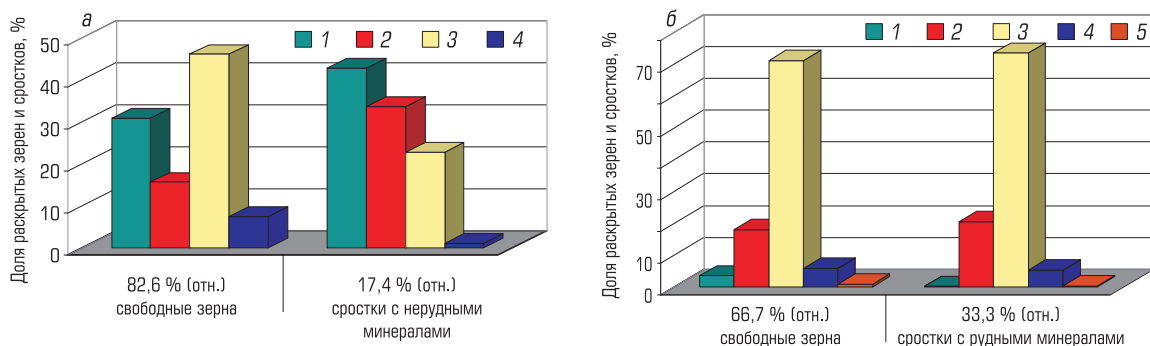 а
Доля раскрытых зерен и сростков, %
50
40
30
20
10
0
1 2 3 4
82,6 % (отн.)
свободные зерна
17,4 % (отн.)
сростки с нерудными
минералами
б
Доля раскрытых зерен и сростков, %
70
50
30
10
0
1 2 3 4 5
66,7 % (отн.)
свободные зерна
33,3 % (отн.)
сростки с рудными минералами